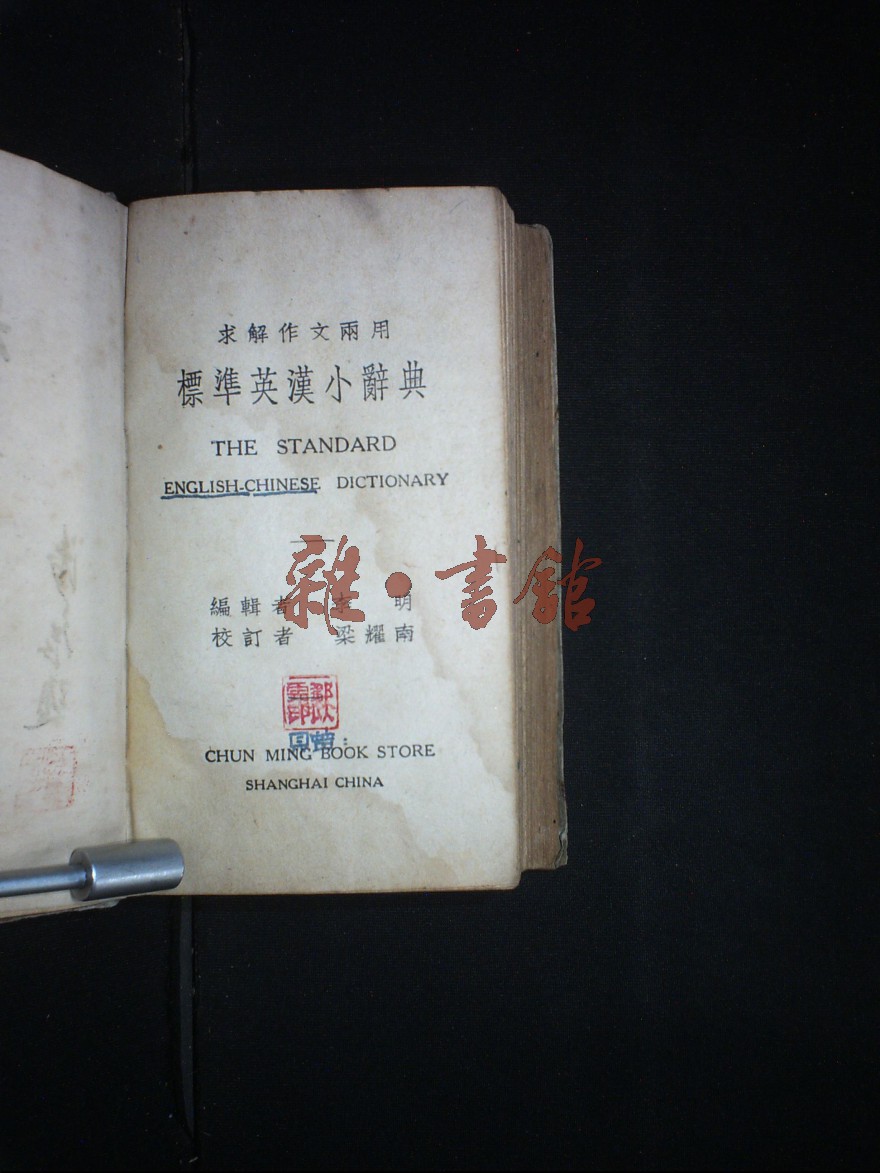 求解作文兩用
標準英漢小辭典
THE STANDARD
ENGLISH-CHINESE DICTIONARY
雜·書館
編輯者 李 明
校訂者 梁耀南
CHUN MING BOOK STORE
SHANGHAI CHINA